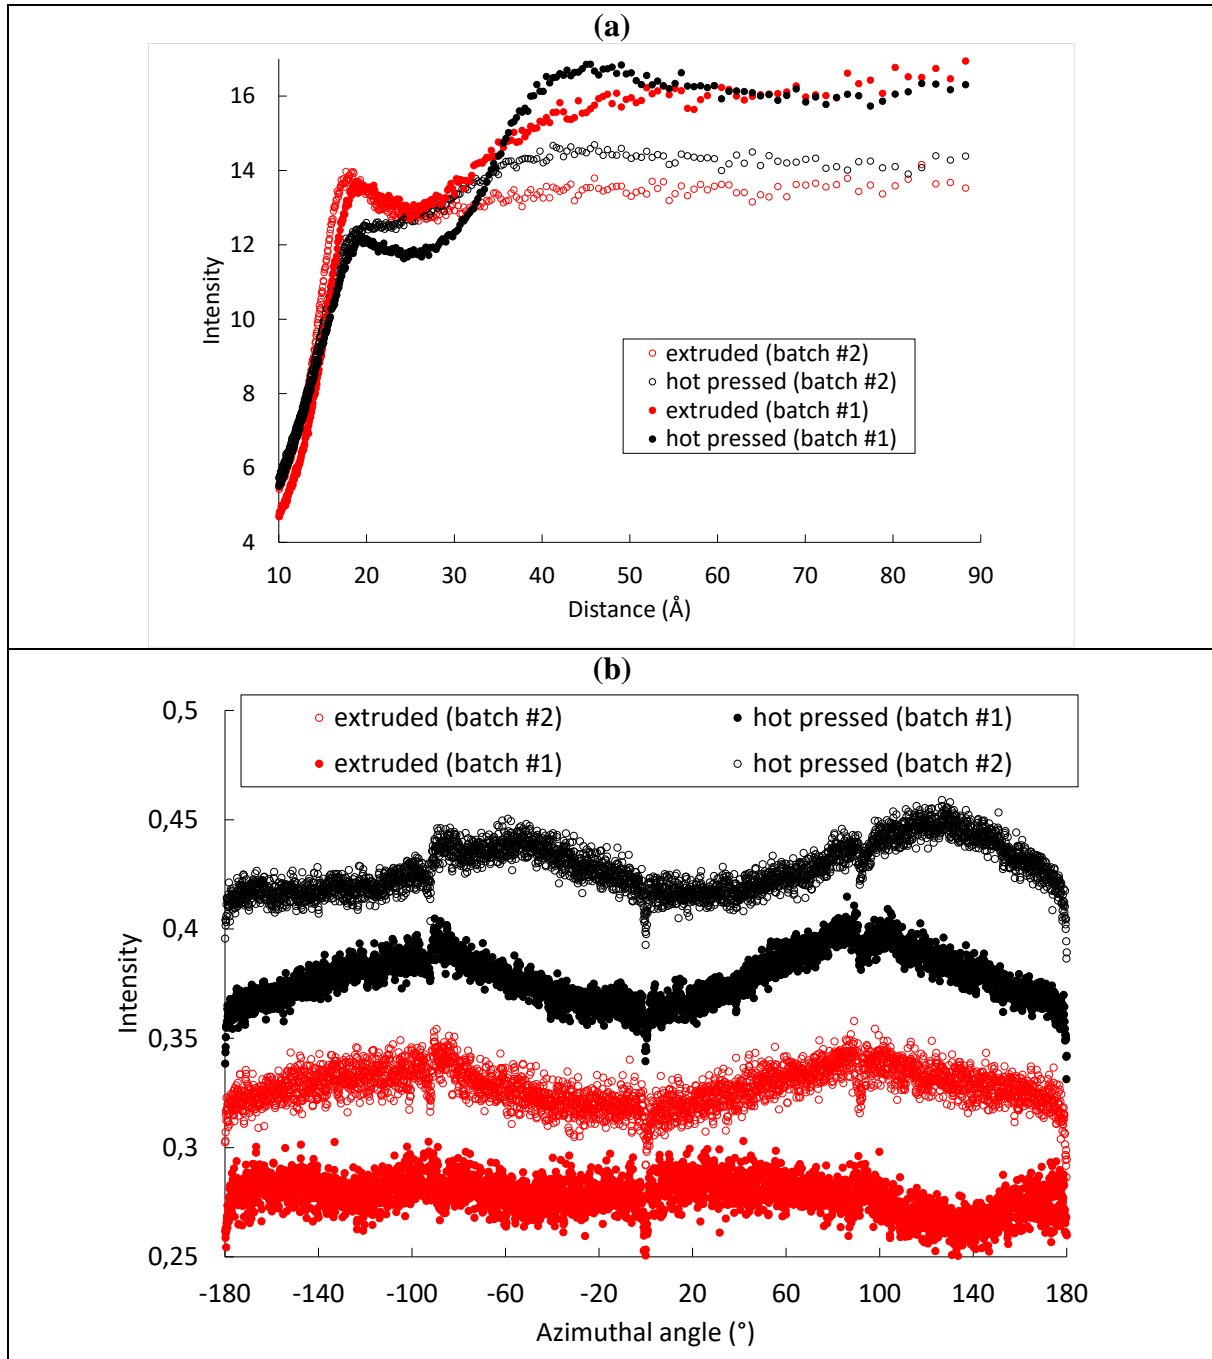 (a)
16
14
12
10
8
6
4
Intensity
extruded (batch #2)
hot pressed (batch #2)
extruded (batch #1)
hot pressed (batch #1)
10 20 30 40 50 60 70 80 90
Distance (Å)
(b)
extruded (batch #2) hot pressed (batch #1)
extruded (batch #1) hot pressed (batch #2)
0,5
0,45
0,4
0,35
0,3
0,25
Intensity
-180 -140 -100 -60 -20 20 60 100 140 180
Azimuthal angle (°)